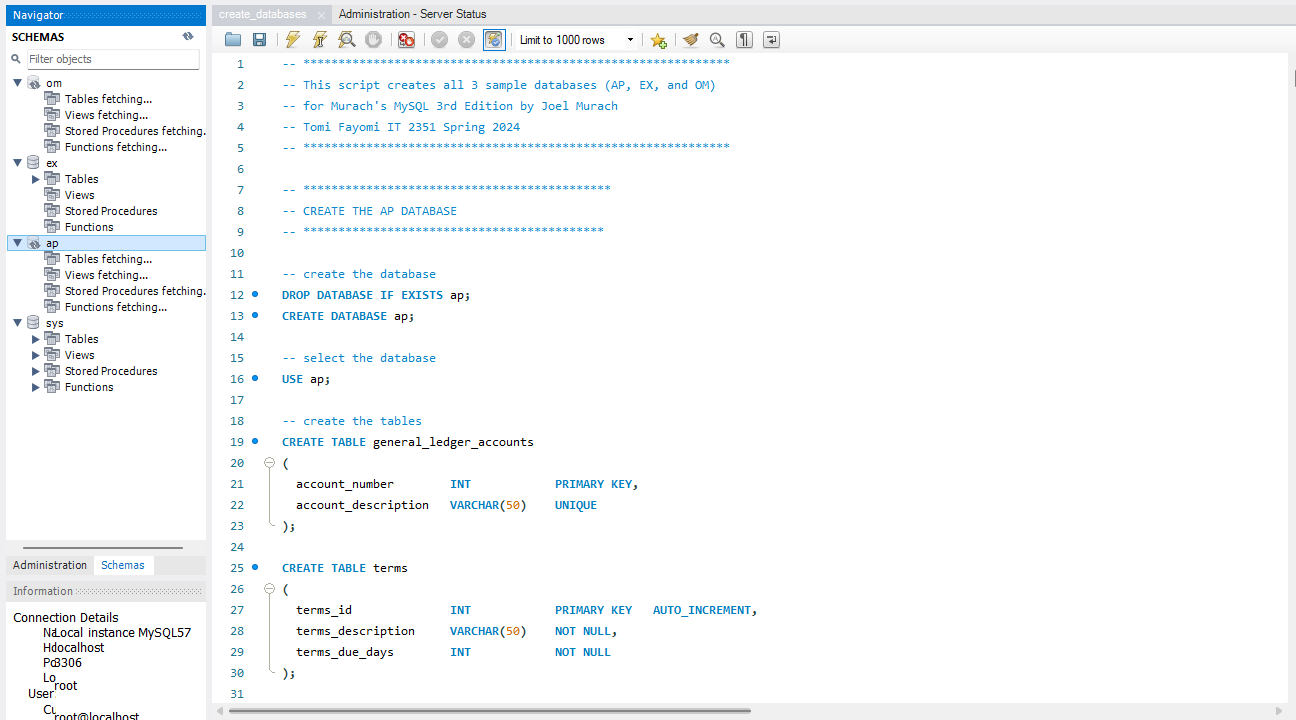 Navigator
SCHEMAS
Filter objects
om
Tables fetching...
Views fetching...
Stored Procedures fetching.
Functions fetching...
ex
Tables
Views
Stored Procedures
Functions
ap
Tables fetching...
Views fetching...
Stored Procedures fetching.
Functions fetching...
sys
Tables
Views
Stored Procedures
Functions
Administration Schemas
Information
Connection Details
Local instance MySQL57
localhost
3306
Lo
root
User
root@localhost
create_databases Administration - Server Status
Limit to 1000 rows
1 -- *************************************************************
2 -- This script creates all 3 sample databases (AP, EX, and OM)
3 -- for Murach's MySQL 3rd Edition by Joel Murach
4 -- Tomi Fayomi IT 2351 Spring 2024
5 -- *************************************************************
6
7 -- ********************************************
8 -- CREATE THE AP DATABASE
9 -- *******************************************
10
11 -- create the database
12 DROP DATABASE IF EXISTS ap;
13 CREATE DATABASE ap;
14
15 -- select the database
16 USE ap;
17
18 -- create the tables
19 CREATE TABLE general_ledger_accounts
20 (
21 account_number INT PRIMARY KEY,
22 account_description VARCHAR(50) UNIQUE
23 );
24
25 CREATE TABLE terms
26 (
27 terms_id INT PRIMARY KEY AUTO_INCREMENT,
28 terms_description VARCHAR(50) NOT NULL,
29 terms_due_days INT NOT NULL
30 );
31